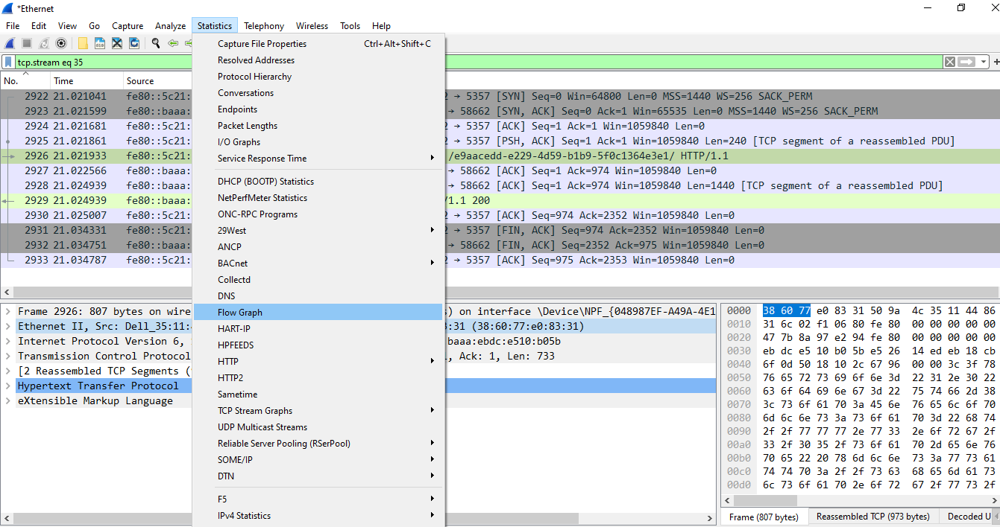 *Ethernet
File Edit View Go Capture Analyze Statistics Telephony Wireless Tools Help
tcp.stream eq 35
No. Time Source
2922 21.021041 fe80::5c21: 2 → 5357 [SYN] Seq=0 Win=64800 Len=0 MSS=1440 WS=256 SACK_PERM
2923 21.021599 fe80::baaa: → 58662 [SYN, ACK] Seq=0 Ack=1 Win=65535 Len=0 MSS=1440 WS=256 SACK_PERM
2924 21.021681 fe80::5c21: 2 → 5357 [ACK] Seq=1 Ack=1 Win=1059840 Len=0
2925 21.021861 fe80::5c21: 2 → 5357 [PSH, ACK] Seq=1 Ack=1 Win=1059840 Len=240 [TCP segment of a reassembled PDU]
2926 21.021933 fe80::5c21: /e9aacedd-e229-4d59-b1b9-5f0c1364e3e1/ HTTP/1.1
2927 21.022566 fe80::baaa: → 58662 [ACK] Seq=1 Ack=974 Win=1059840 Len=0
2928 21.024939 fe80::baaa: → 58662 [ACK] Seq=1 Ack=974 Win=1059840 Len=1440 [TCP segment of a reassembled PDU]
2929 21.024939 fe80::baaa: /1.1 200
2930 21.025007 fe80::5c21: 2 → 5357 [ACK] Seq=974 Ack=2352 Win=1059840 Len=0
2931 21.034331 fe80::5c21: 2 → 5357 [FIN, ACK] Seq=974 Ack=2352 Win=1059840 Len=0
2932 21.034751 fe80::baaa: → 58662 [FIN, ACK] Seq=2352 Ack=975 Win=1059840 Len=0
2933 21.034787 fe80::5c21: 2 → 5357 [ACK] Seq=975 Ack=2353 Win=1059840 Len=0
Capture File Properties Ctrl+Alt+Shift+C
Resolved Addresses
Protocol Hierarchy
Conversations
Endpoints
Packet Lengths
I/O Graphs
Service Response Time
DHCP (BOOTP) Statistics
NetPerfMeter Statistics
ONC-RPC Programs
29West
ANCP
BACnet
Collectd
DNS
Flow Graph
HART-IP
HPFEEDS
HTTP
HTTP2
Sametime
TCP Stream Graphs
UDP Multicast Streams
Reliable Server Pooling (RSerPool)
SOME/IP
DTN
F5
IPv4 Statistics
Frame 2926: 807 bytes on wire s) on interface \Device\NPF_{048987EF-A49A-4E1
Ethernet II, Src: Dell_35:11: 3:31 (38:60:77:e0:83:31)
Internet Protocol Version 6, baaa:ebdc:e510:b05b
Transmission Control Protocol 1, Ack: 1, Len: 733
[2 Reassembled TCP Segments (
Hypertext Transfer Protocol
eXtensible Markup Language
0000 38 60 77 e0 83 31 50 9a 4c 35 11 44 86
0010 31 6c 02 f1 06 80 fe 80 00 00 00 00 00
0020 47 7b 8a 97 e2 94 fe 80 00 00 00 00 00
0030 eb dc e5 10 b0 5b e5 26 14 ed eb 18 cb
0040 6f 0d 50 18 10 2c 67 96 00 00 3c 3f 78
0050 76 65 72 73 69 6f 6e 3d 22 31 2e 30 22
0060 63 6f 64 69 6e 67 3d 22 75 74 66 2d 38
0070 3c 73 6f 61 70 3a 45 6e 76 65 6c 6f 70
0080 6d 6c 6e 73 3a 73 6f 61 70 3d 22 68 74
0090 2f 2f 77 77 77 2e 77 33 2e 6f 72 67 2f
00a0 33 2f 30 35 2f 73 6f 61 70 2d 65 6e 76
00b0 70 65 22 20 78 6d 6c 6e 73 3a 77 73 61
00c0 74 74 70 3a 2f 2f 73 63 68 65 6d 61 73
00d0 6c 73 6f 61 70 2e 6f 72 67 2f 77 73 2f
Frame (807 bytes) Reassembled TCP (973 bytes) Decoded U